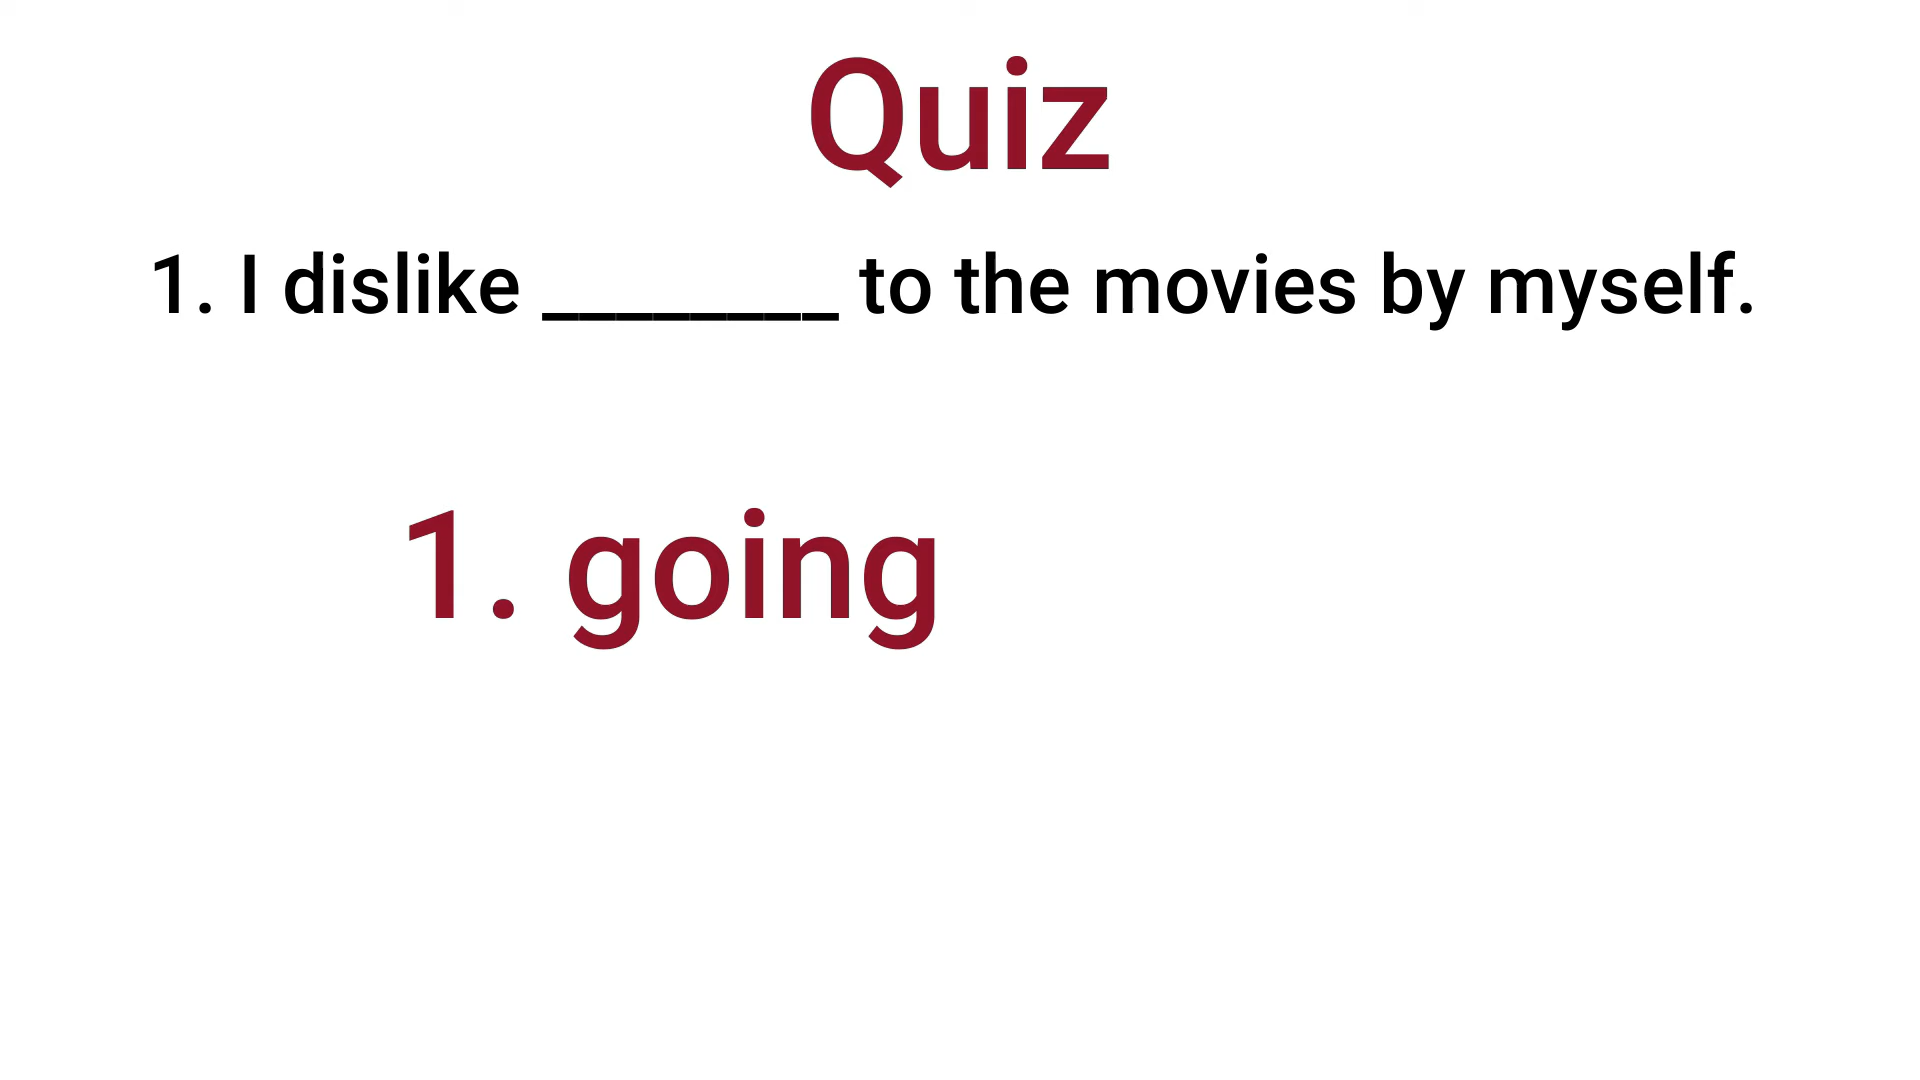 Quiz
1. I dislike ________ to the movies by myself.
1. going